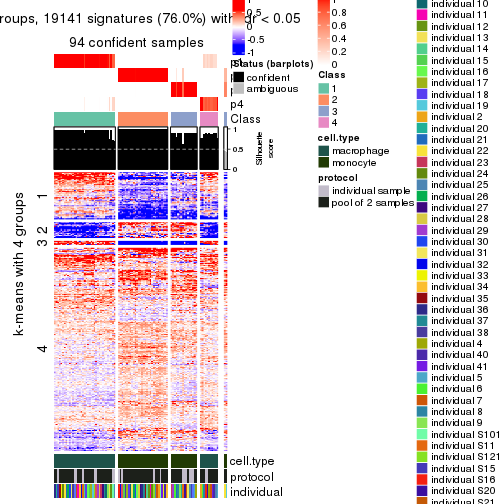 roups, 19141 signatures (76.0%) with fdr < 0.05
94 confident samples
p4
Class
1
0.5
0
Silhouette
score
k-means with 4 groups
1
2
3
4
cell.type
protocol
individual
0.5
0
-0.5
-1
Status (barplots)
confident
ambiguous
0.8
0.6
0.4
0.2
0
Class
1
2
3
4
cell.type
macrophage
monocyte
protocol
individual sample
pool of 2 samples
individual 10
individual 11
individual 12
individual 13
individual 14
individual 15
individual 16
individual 17
individual 18
individual 19
individual 2
individual 20
individual 21
individual 22
individual 23
individual 24
individual 25
individual 26
individual 27
individual 28
individual 29
individual 30
individual 31
individual 32
individual 33
individual 34
individual 35
individual 36
individual 37
individual 38
individual 4
individual 40
individual 41
individual 5
individual 6
individual 7
individual 8
individual 9
individual S101
individual S11
individual S121
individual S15
individual S16
individual S20
individual S21